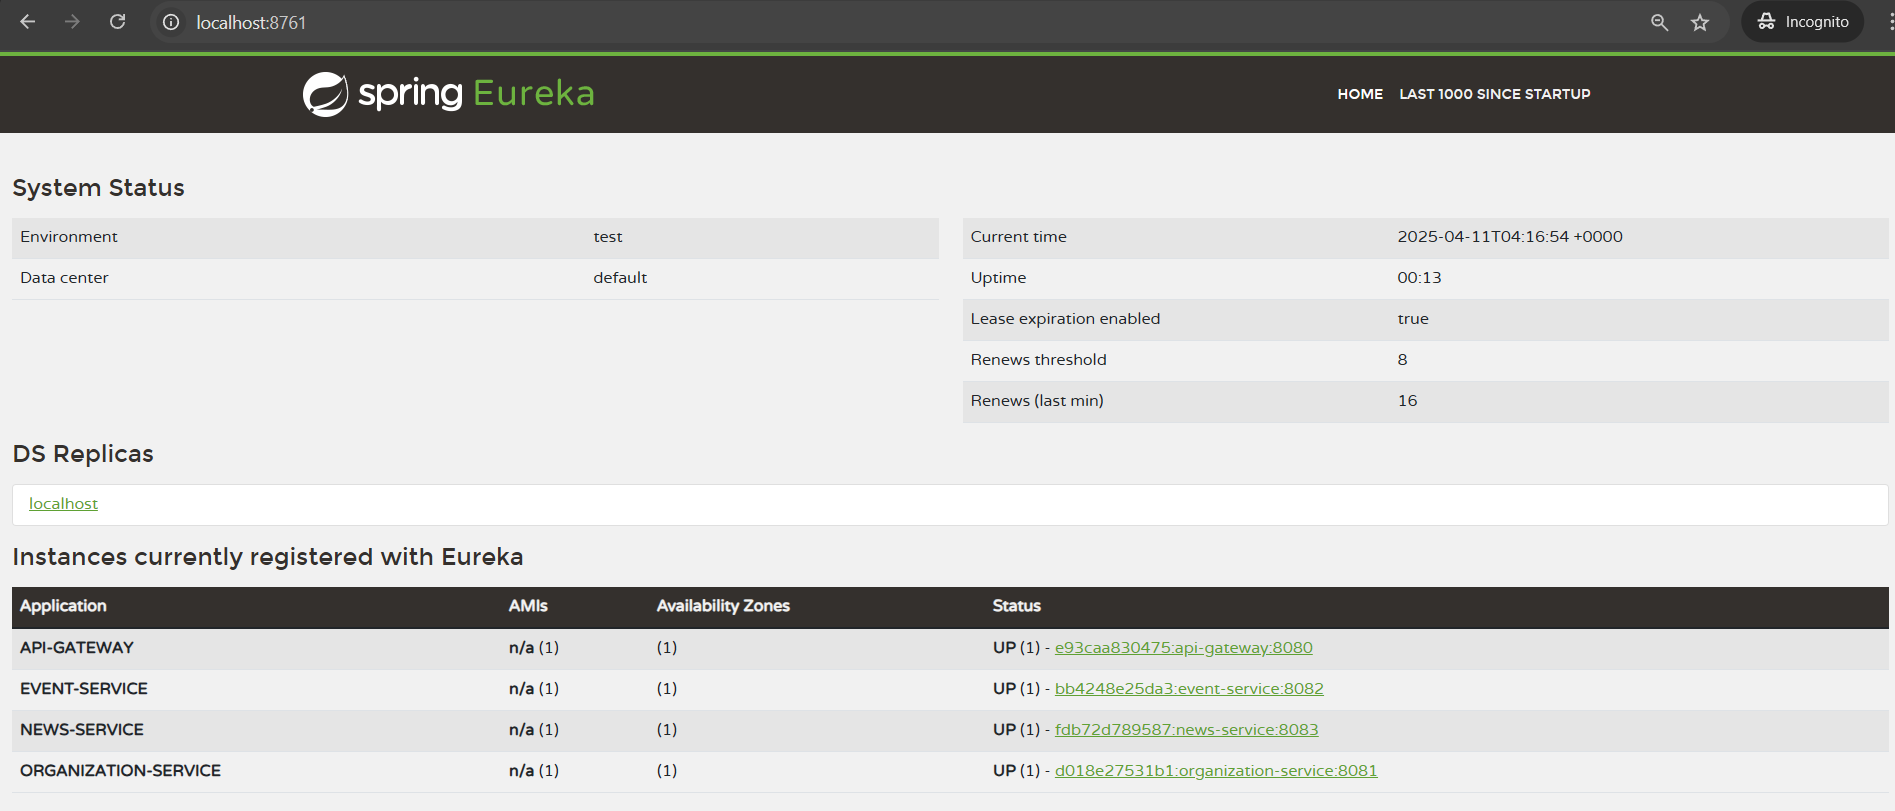 localhost:8761
Incognito
spring Eureka
HOME LAST 1000 SINCE STARTUP
System Status
Environment test
Data center default
Current time 2025-04-11T04:16:54 +0000
Uptime 00:13
Lease expiration enabled true
Renews threshold 8
Renews (last min) 16
DS Replicas
localhost
Instances currently registered with Eureka
Application AMIs Availability Zones Status
API-GATEWAY n/a (1) (1) UP (1) - e93caa830475:api-gateway:8080
EVENT-SERVICE n/a (1) (1) UP (1) - bb4248e25da3:event-service:8082
NEWS-SERVICE n/a (1) (1) UP (1) - fdb72d789587:news-service:8083
ORGANIZATION-SERVICE n/a (1) (1) UP (1) - d018e27531b1:organization-service:8081